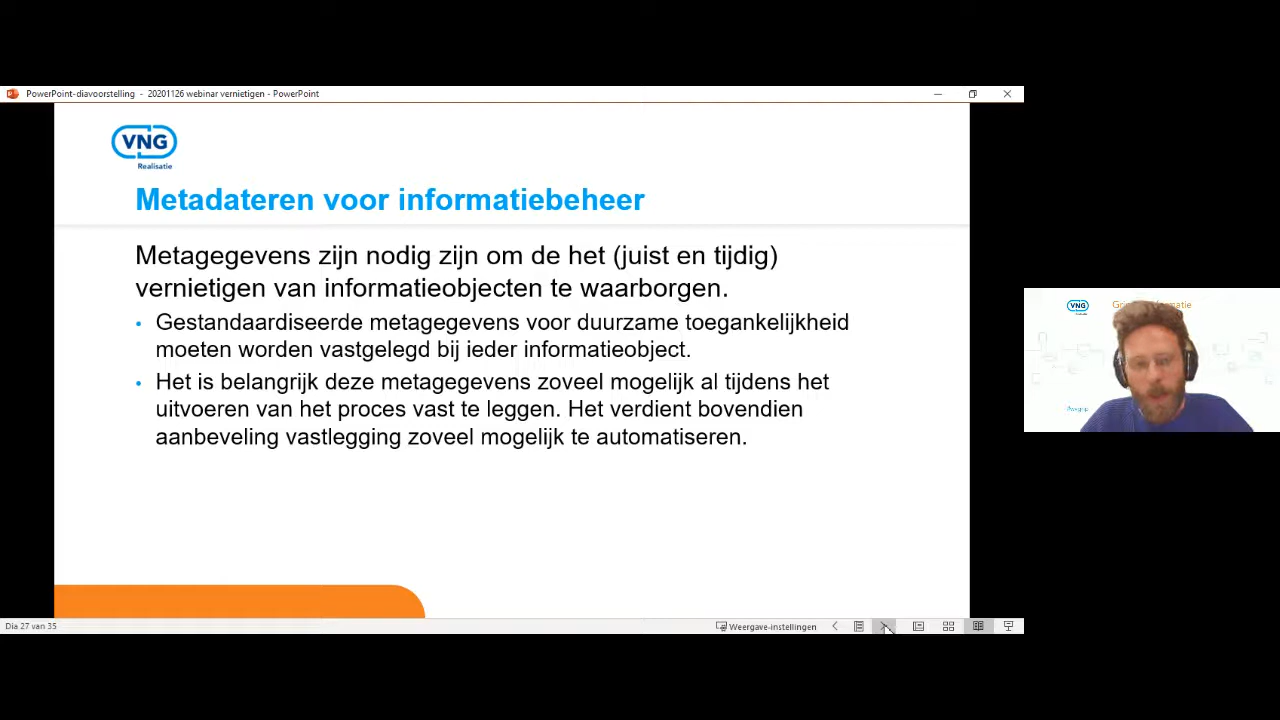 PowerPoint-diavoorstelling - 20201126 webinar vernietigen - PowerPoint
VNG
Realisatie
Metadateren voor informatiebeheer
Metagegevens zijn nodig zijn om de het (juist en tijdig)
vernietigen van informatieobjecten te waarborgen.
• Gestandaardiseerde metagegevens voor duurzame toegankelijkheid
moeten worden vastgelegd bij ieder informatieobject.
• Het is belangrijk deze metagegevens zoveel mogelijk al tijdens het
uitvoeren van het proces vast te leggen. Het verdient bovendien
aanbeveling vastlegging zoveel mogelijk te automatiseren.
VNG
Dia 27 van 35
Weergave-instellingen